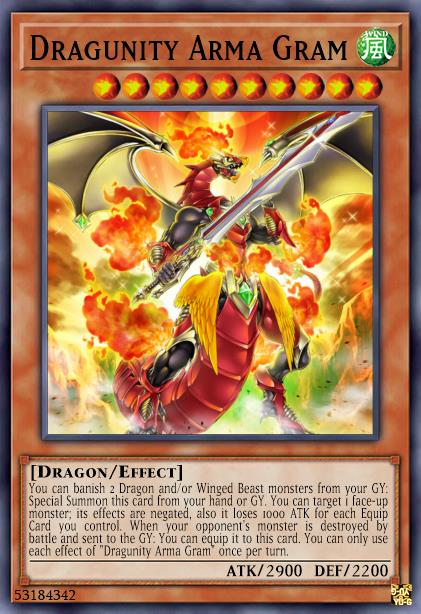 DRAGUNITY ARMA GRAM
WIND
風
[DRAGON/EFFECT]
You can banish 2 Dragon and/or Winged Beast monsters from your GY:
Special Summon this card from your hand or GY. You can target 1 face-up
monster; its effects are negated, also it loses 1000 ATK for each Equip
Card you control. When your opponent's monster is destroyed by
battle and sent to the GY: You can equip it to this card. You can only use
each effect of "Dragunity Arma Gram" once per turn.
ATK/2900 DEF/2200
53184342